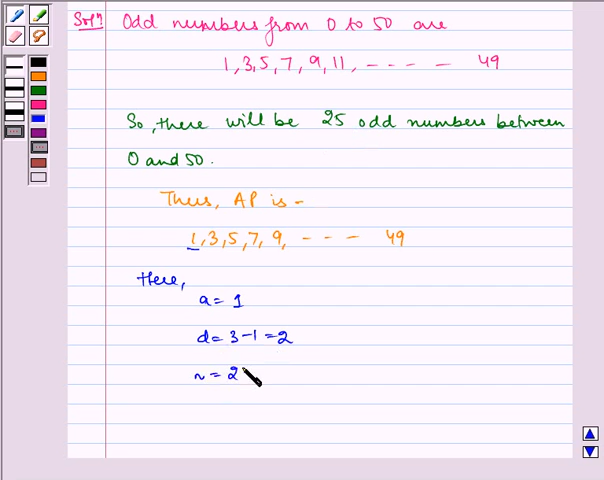 Sol⁠ⁿ Odd numbers from 0 to 50 are
1, 3, 5, 7, 9, 11, - - - - - 49
So, there will be 25 odd numbers between
0 and 50.
Thus, AP is -
1, 3, 5, 7, 9, - - - - 49
Here,
a = 1
d = 3 - 1 = 2
n = 2